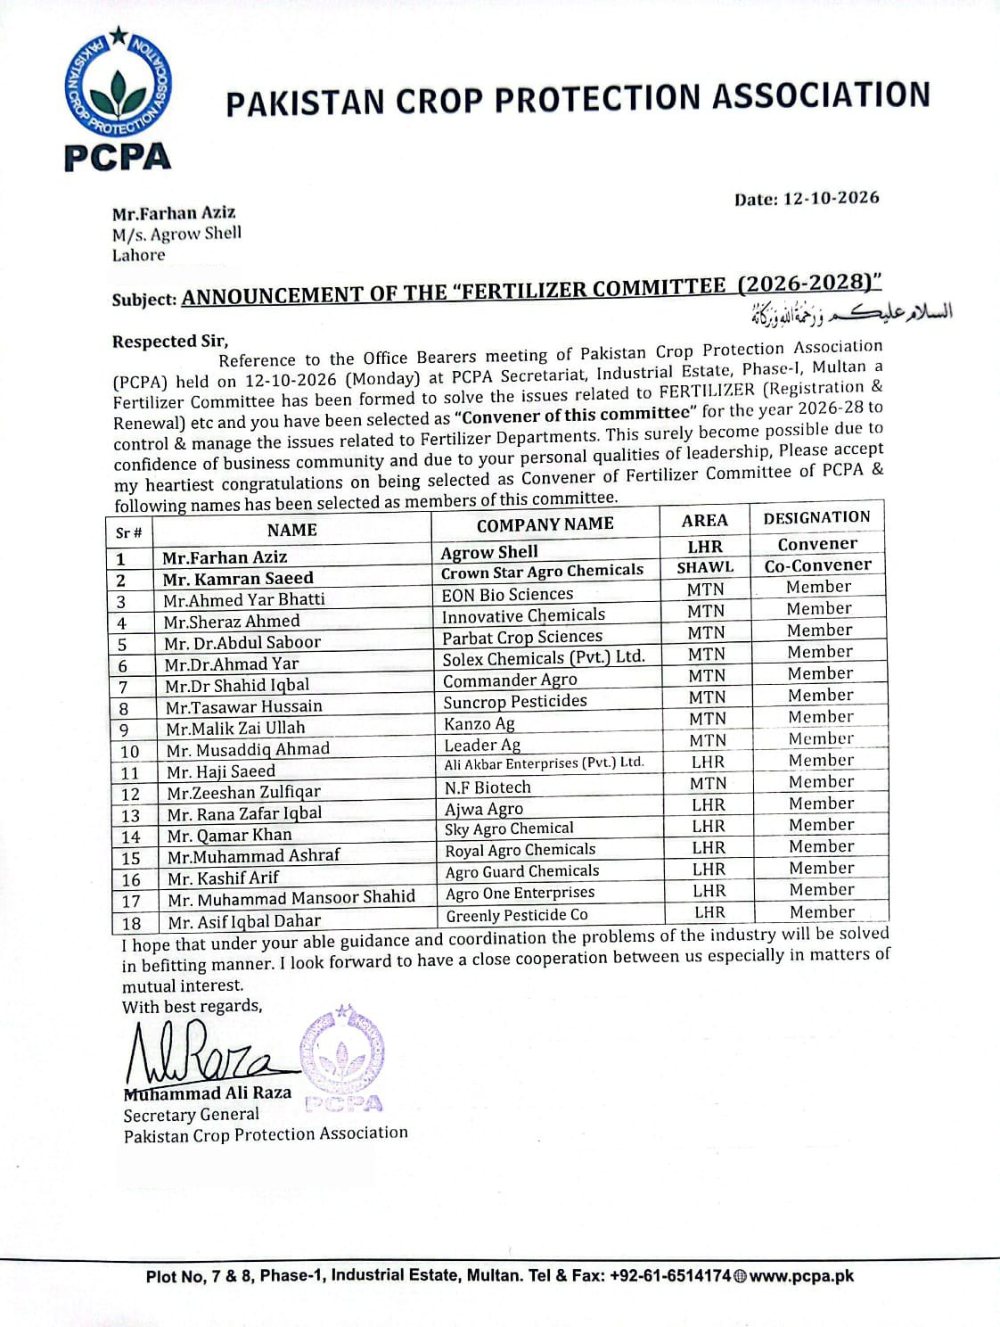 PAKISTAN CROP PROTECTION ASSOCIATION
PCPA
PAKISTAN CROP PROTECTION ASSOCIATION
Date: 12-10-2026
Mr.Farhan Aziz
M/s. Agrow Shell
Lahore
Subject: ANNOUNCEMENT OF THE “FERTILIZER COMMITTEE (2026-2028)”
السلام علیکم وَرَحْمَةُ اللهِ وَبَرَكَاتُهُ
Respected Sir,
Reference to the Office Bearers meeting of Pakistan Crop Protection Association
(PCPA) held on 12-10-2026 (Monday) at PCPA Secretariat, Industrial Estate, Phase-I, Multan a
Fertilizer Committee has been formed to solve the issues related to FERTILIZER (Registration &
Renewal) etc and you have been selected as “Convener of this committee” for the year 2026-28 to
control & manage the issues related to Fertilizer Departments. This surely become possible due to
confidence of business community and due to your personal qualities of leadership, Please accept
my heartiest congratulations on being selected as Convener of Fertilizer Committee of PCPA &
following names has been selected as members of this committee.
Sr # NAME COMPANY NAME AREA DESIGNATION
1 Mr.Farhan Aziz Agrow Shell LHR Convener
2 Mr. Kamran Saeed Crown Star Agro Chemicals SHAWL Co-Convener
3 Mr.Ahmed Yar Bhatti EON Bio Sciences MTN Member
4 Mr.Sheraz Ahmed Innovative Chemicals MTN Member
5 Mr. Dr.Abdul Saboor Parbat Crop Sciences MTN Member
6 Mr.Dr.Ahmad Yar Solex Chemicals (Pvt.) Ltd. MTN Member
7 Mr.Dr Shahid Iqbal Commander Agro MTN Member
8 Mr.Tasawar Hussain Suncrop Pesticides MTN Member
9 Mr.Malik Zai Ullah Kanzo Ag MTN Member
10 Mr. Musaddiq Ahmad Leader Ag MTN Member
11 Mr. Haji Saeed Ali Akbar Enterprises (Pvt.) Ltd. LHR Member
12 Mr.Zeeshan Zulfiqar N.F Biotech MTN Member
13 Mr. Rana Zafar Iqbal Ajwa Agro LHR Member
14 Mr. Qamar Khan Sky Agro Chemical LHR Member
15 Mr.Muhammad Ashraf Royal Agro Chemicals LHR Member
16 Mr. Kashif Arif Agro Guard Chemicals LHR Member
17 Mr. Muhammad Mansoor Shahid Agro One Enterprises LHR Member
18 Mr. Asif Iqbal Dahar Greenly Pesticide Co LHR Member
I hope that under your able guidance and coordination the problems of the industry will be solved
in befitting manner. I look forward to have a close cooperation between us especially in matters of
mutual interest.
With best regards,
PCPA
Muhammad Ali Raza
Secretary General
Pakistan Crop Protection Association
Plot No, 7 & 8, Phase-1, Industrial Estate, Multan. Tel & Fax: +92-61-6514174 www.pcpa.pk